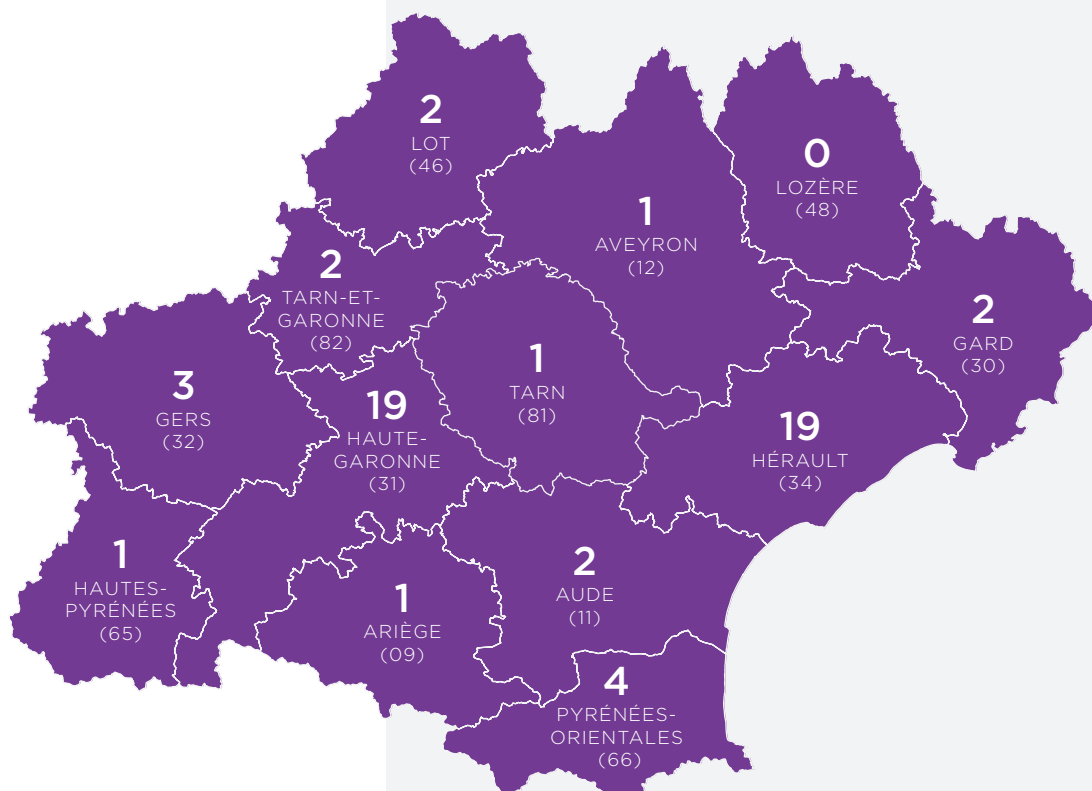 2
LOT
(46)
0
LOZÈRE
(48)
1
AVEYRON
(12)
2
TARN-ET-
GARONNE
(82)
2
GARD
(30)
3
GERS
(32)
1
TARN
(81)
19
HAUTE-
GARONNE
(31)
19
HÉRAULT
(34)
1
HAUTES-
PYRÉNÉES
(65)
2
AUDE
(11)
1
ARIÈGE
(09)
4
PYRÉNÉES-
ORIENTALES
(66)